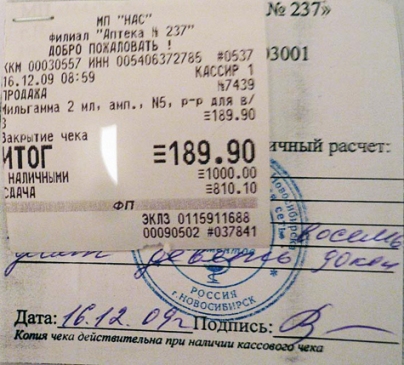 № 237»
МП "НАС"
Филиал "Аптека № 237"
ДОБРО ПОЖАЛОВАТЬ !
ККМ 00030557 ИНН 005406372785 #0537
16.12.09 08:59 КАССИР 1
ПРОДАЖА №7439
Мильгамма 2 мл, амп., N5, р-р для в/
≡189.90
Закрытие чека
ИТОГ ≡189.90
НАЛИЧНЫМИ ≡1000.00
СДАЧА ≡810.10
ФП
ЭКЛЗ 0115911688
00090502 #037841
03001
ичный расчет:
восемь
девять
РОССИЯ
г.НОВОСИБИРСК
Дата: 16.12.09г Подпись:
Копия чека действительна при наличии кассового чека